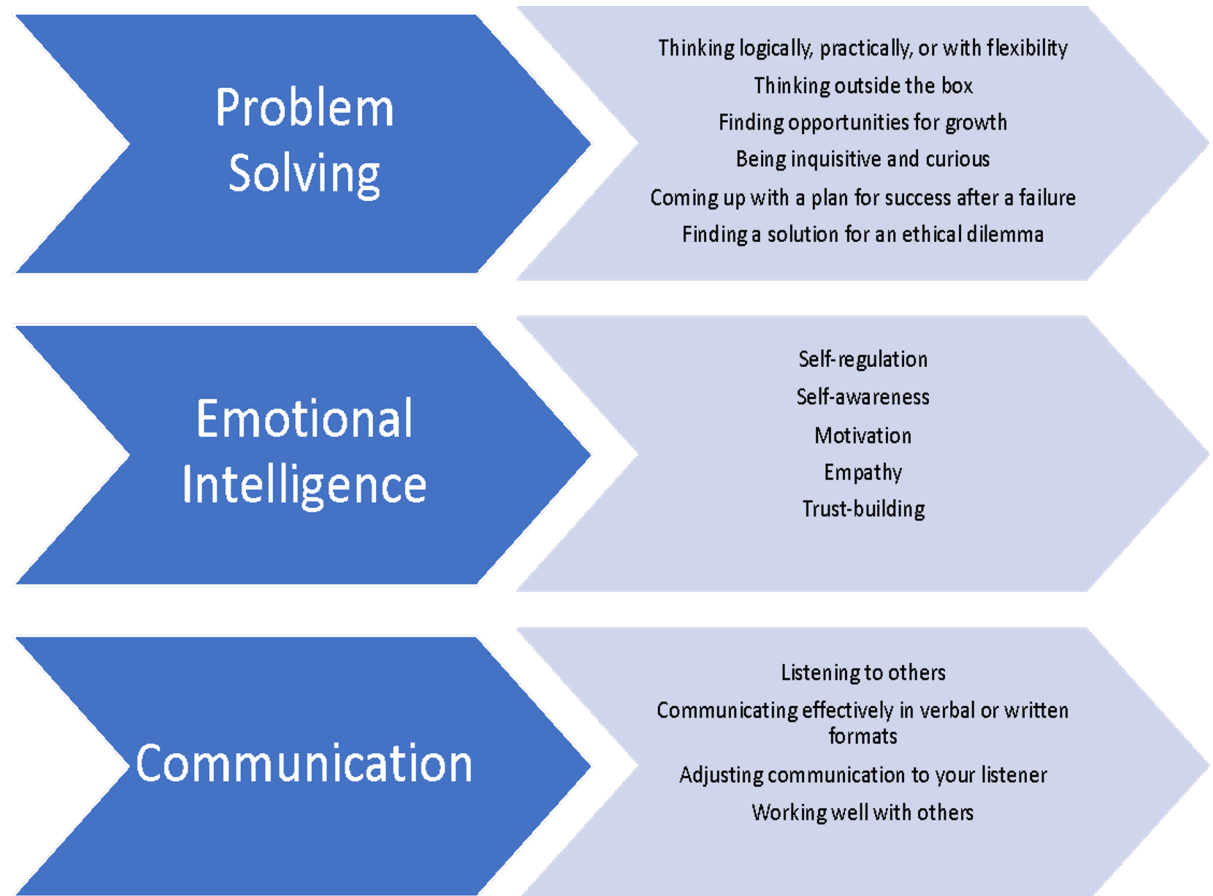 Problem
Solving
Thinking logically, practically, or with flexibility
Thinking outside the box
Finding opportunities for growth
Being inquisitive and curious
Coming up with a plan for success after a failure
Finding a solution for an ethical dilemma
Emotional
Intelligence
Self-regulation
Self-awareness
Motivation
Empathy
Trust-building
Communication
Listening to others
Communicating effectively in verbal or written
formats
Adjusting communication to your listener
Working well with others